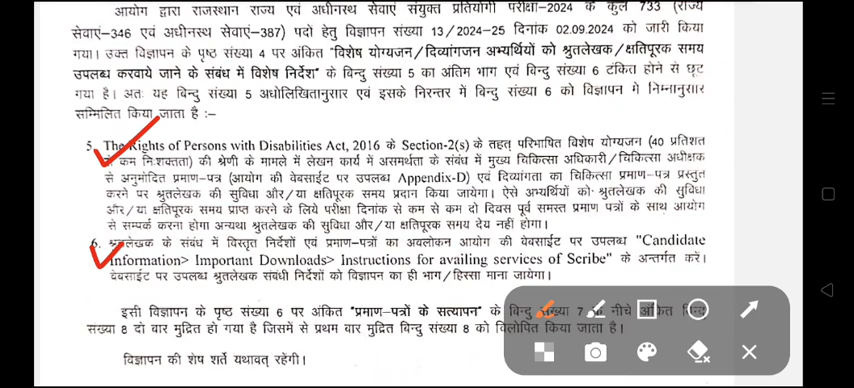 आयोग द्वारा राजस्थान राज्य एवं अधीनस्थ सेवाएं संयुक्त प्रतियोगी परीक्षा-2024 के कुल 733 (राज्य
सेवाएं-346 एवं अधीनस्थ सेवाएं-387) पदों हेतु विज्ञापन संख्या 13/2024-25 दिनांक 02.09.2024 को जारी किया
गया। उक्त विज्ञापन के पृष्ठ संख्या 4 पर अंकित "विशेष योग्यजन/दिव्यांगजन अभ्यर्थियों को श्रुतलेखक/क्षतिपूरक समय
उपलब्ध करवाये जाने के संबंध में विशेष निर्देश" के बिन्दु संख्या 5 का अंतिम भाग एवं बिन्दु संख्या 6 टंकित होने से छूट
गया है। अतः यह बिन्दु संख्या 5 अधोलिखितानुसार एवं इसके निरन्तर में बिन्दु संख्या 6 को विज्ञापन में निम्नानुसार
सम्मिलित किया जाता है :–
5. The Rights of Persons with Disabilities Act, 2016 के Section-2(s) के तहत् परिभाषित विशेष योग्यजन (40 प्रतिशत
से कम निःशक्तता) की श्रेणी के मामले में लेखन कार्य में असमर्थता के संबंध में मुख्य चिकित्सा अधिकारी/चिकित्सा अधीक्षक
से अनुमोदित प्रमाण-पत्र (आयोग की वेबसाईट पर उपलब्ध Appendix-D) एवं दिव्यांगता का चिकित्सा प्रमाण-पत्र प्रस्तुत
करने पर श्रुतलेखक की सुविधा और/या क्षतिपूरक समय प्रदान किया जायेगा। ऐसे अभ्यर्थियों को श्रुतलेखक की सुविधा
और/या क्षतिपूरक समय प्राप्त करने के लिये परीक्षा दिनांक से कम से कम दो दिवस पूर्व समस्त प्रमाण पत्रों के साथ आयोग
से सम्पर्क करना होगा अन्यथा श्रुतलेखक की सुविधा और/या क्षतिपूरक समय देय नहीं होगा।
6. श्रुतलेखक के संबंध में विस्तृत निर्देशों एवं प्रमाण-पत्रों का अवलोकन आयोग की वेवसाईट पर उपलब्ध "Candidate
Information> Important Downloads> Instructions for availing services of Scribe" के अन्तर्गत करें।
वेबसाईट पर उपलब्ध श्रुतलेखक संबंधी निर्देशों को विज्ञापन का ही भाग/हिस्सा माना जायेगा।
इसी विज्ञापन के पृष्ठ संख्या 6 पर अंकित "प्रमाण-पत्रों के सत्यापन" के बिन्दु संख्या 7 नीचे अंकित बिन्दु
संख्या 8 दो बार मुद्रित हो गया है जिसमें से प्रथम बार मुद्रित बिन्दु संख्या 8 को विलोपित किया जाता है।
विज्ञापन की शेष शर्ते यथावत् रहेगी।